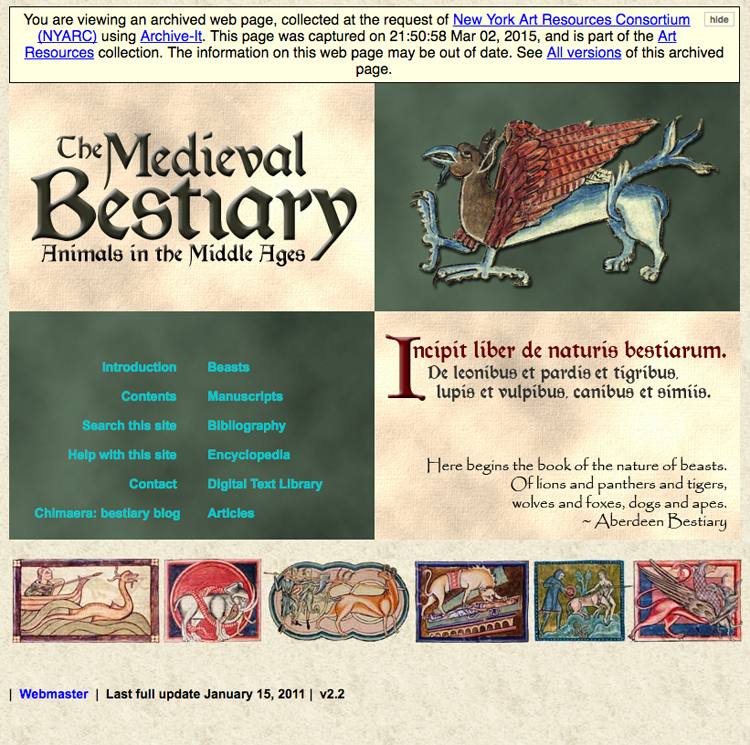 You are viewing an archived web page, collected at the request of New York Art Resources Consortium
(NYARC) using Archive-It. This page was captured on 21:50:58 Mar 02, 2015, and is part of the Art
Resources collection. The information on this web page may be out of date. See All versions of this archived
page.
hide
The Medieval
Bestiary
Animals in the Middle Ages
Introduction
Contents
Search this site
Help with this site
Contact
Chimaera: bestiary blog
Beasts
Manuscripts
Bibliography
Encyclopedia
Digital Text Library
Articles
Incipit liber de naturis bestiarum.
De leonibus et pardis et tigribus,
lupis et vulpibus, canibus et simiis.
Here begins the book of the nature of beasts.
Of lions and panthers and tigers,
wolves and foxes, dogs and apes.
~ Aberdeen Bestiary
| Webmaster | Last full update January 15, 2011 | v2.2